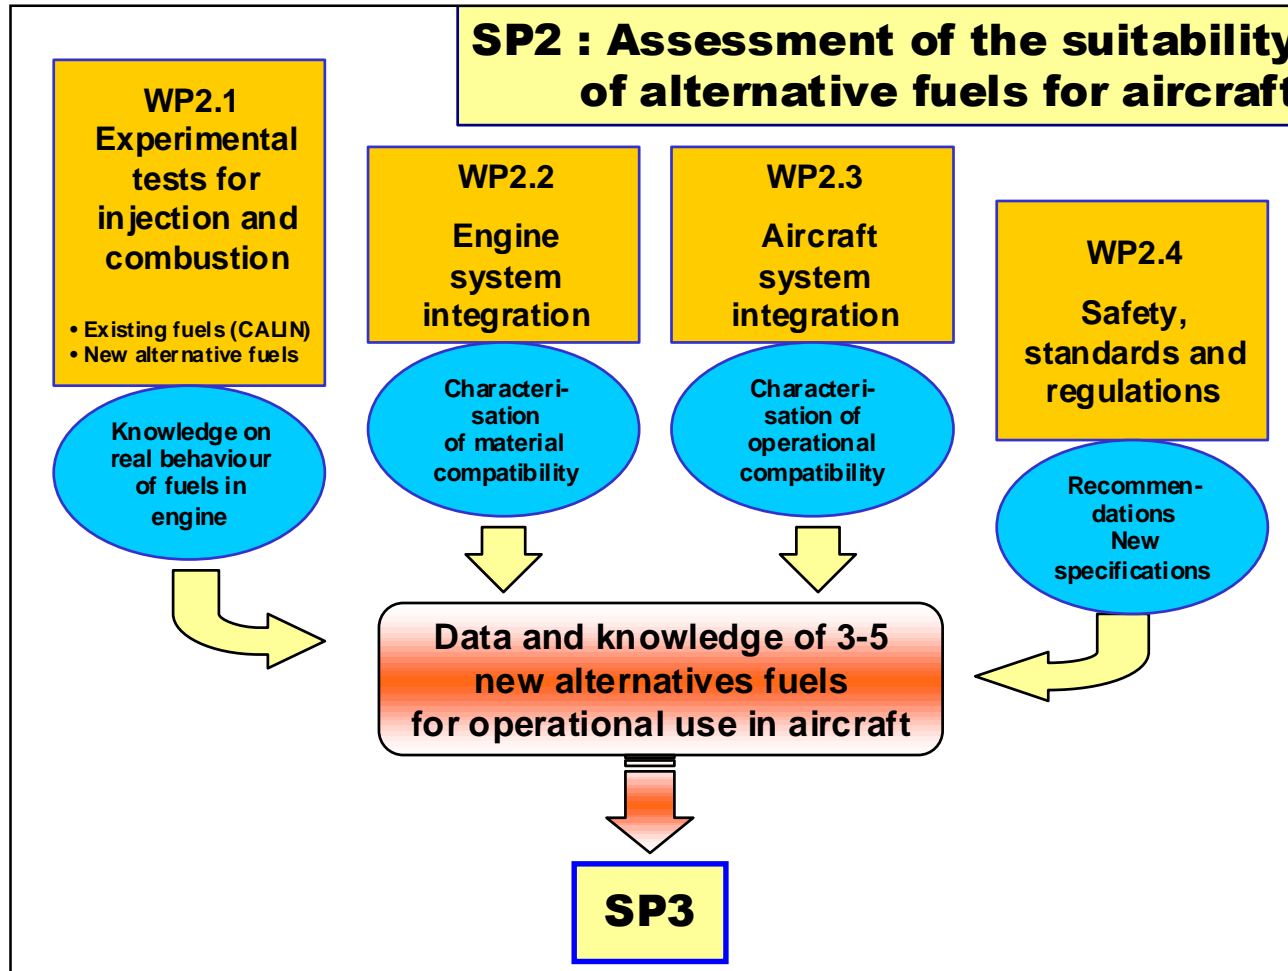 SP2 : Assessment of the suitability
of alternative fuels for aircraft
WP2.1
Experimental
tests for
injection and
combustion
• Existing fuels (CALIN)
• New alternative fuels
Knowledge on
real behaviour
of fuels in
engine
WP2.2
Engine
system
integration
Characteri-
sation
of material
compatibility
WP2.3
Aircraft
system
integration
Characteri-
sation of
operational
compatibility
WP2.4
Safety,
standards and
regulations
Recommen-
dations
New
specifications
Data and knowledge of 3-5
new alternatives fuels
for operational use in aircraft
SP3